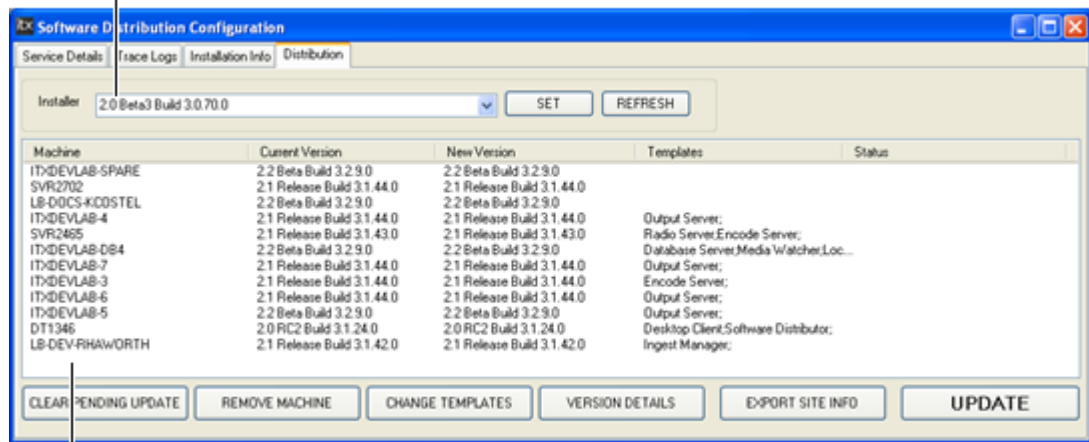 itx Software Distribution Configuration
Service Details Trace Logs Installation Info Distribution
Installer 2.0 Beta3 Build 3.0.70.0 SET REFRESH
Machine Current Version New Version Templates Status
ITXDEVLAB-SPARE 2.2 Beta Build 3.2.9.0 2.2 Beta Build 3.2.9.0
SVR2702 2.1 Release Build 3.1.44.0 2.1 Release Build 3.1.44.0
LB-DOCS-KCOSTEL 2.2 Beta Build 3.2.9.0 2.2 Beta Build 3.2.9.0
ITXDEVLAB-4 2.1 Release Build 3.1.44.0 2.1 Release Build 3.1.44.0 Output Server;
SVR2465 2.1 Release Build 3.1.43.0 2.1 Release Build 3.1.43.0 Radio Server;Encode Server;
ITXDEVLAB-DB4 2.2 Beta Build 3.2.9.0 2.2 Beta Build 3.2.9.0 Database Server;Media Watcher;Loc...
ITXDEVLAB-7 2.1 Release Build 3.1.44.0 2.1 Release Build 3.1.44.0 Output Server;
ITXDEVLAB-3 2.1 Release Build 3.1.44.0 2.1 Release Build 3.1.44.0 Encode Server;
ITXDEVLAB-6 2.1 Release Build 3.1.44.0 2.1 Release Build 3.1.44.0 Output Server;
ITXDEVLAB-5 2.2 Beta Build 3.2.9.0 2.2 Beta Build 3.2.9.0 Output Server;
DT1346 2.0 RC2 Build 3.1.24.0 2.0 RC2 Build 3.1.24.0 Desktop Client;Software Distributor;
LB-DEV-RHAWORTH 2.1 Release Build 3.1.42.0 2.1 Release Build 3.1.42.0 Ingest Manager;
CLEAR PENDING UPDATE REMOVE MACHINE CHANGE TEMPLATES VERSION DETAILS EXPORT SITE INFO UPDATE